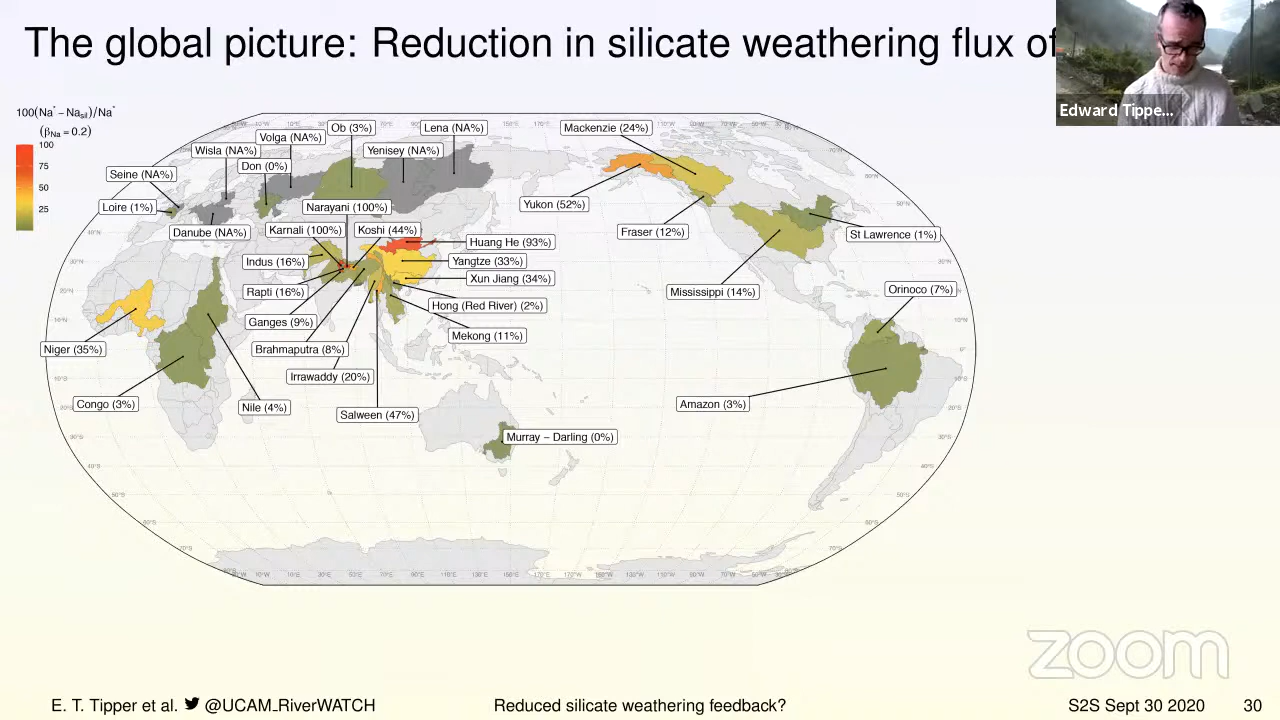 The global picture: Reduction in silicate weathering flux of
Edward Tippe...
100(Na* − Nasil)/Na*
(βNa = 0.2)
100
75
50
25
Ob (3%)
Lena (NA%)
Mackenzie (24%)
Volga (NA%)
Wisla (NA%)
Yenisey (NA%)
Don (0%)
Seine (NA%)
Loire (1%)
Narayani (100%)
Yukon (52%)
Danube (NA%)
Karnali (100%)
Koshi (44%)
Fraser (12%)
St Lawrence (1%)
Huang He (93%)
Indus (16%)
Yangtze (33%)
Xun Jiang (34%)
Rapti (16%)
Mississippi (14%)
Orinoco (7%)
Hong (Red River) (2%)
Ganges (9%)
Mekong (11%)
Niger (35%)
Brahmaputra (8%)
Irrawaddy (20%)
Congo (3%)
Nile (4%)
Amazon (3%)
Salween (47%)
Murray − Darling (0%)
zoom
E. T. Tipper et al. @UCAM_RiverWATCH
Reduced silicate weathering feedback?
S2S Sept 30 2020
30